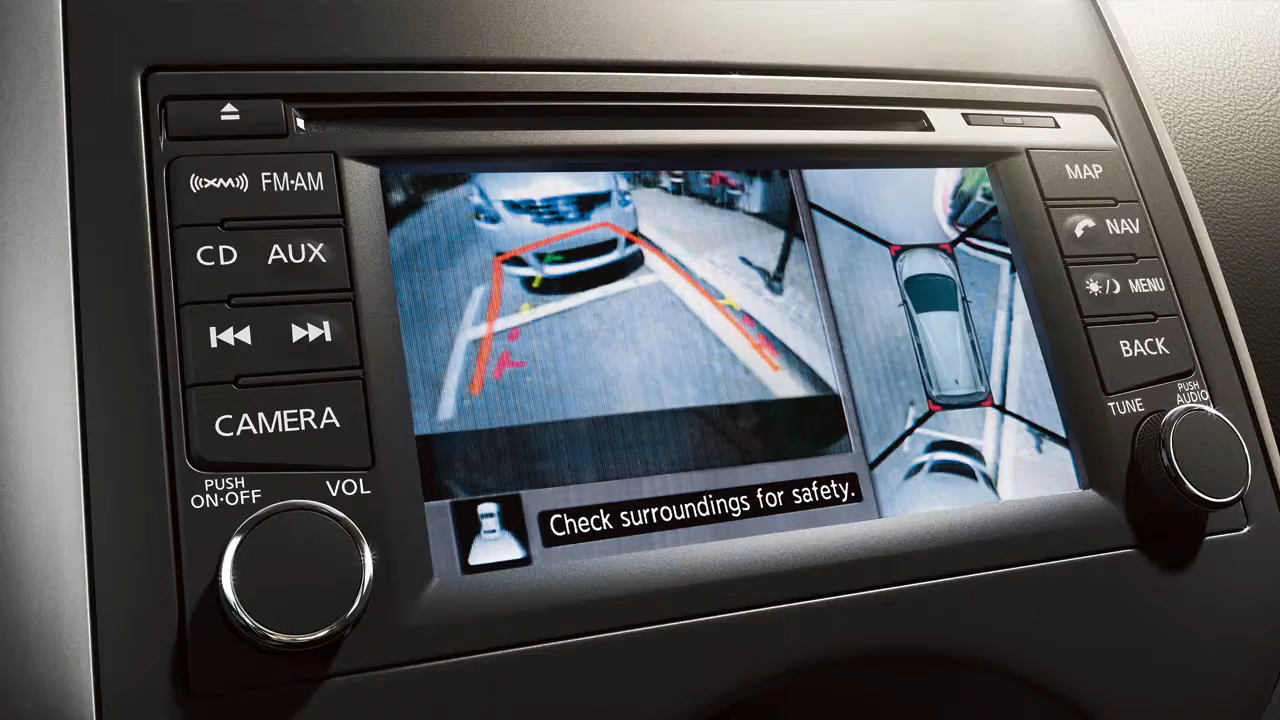 (((XM))) FM·AM
CD AUX
CAMERA
PUSH
ON·OFF
VOL
Check surroundings for safety.
MAP
NAV
MENU
BACK
TUNE
PUSH
AUDIO